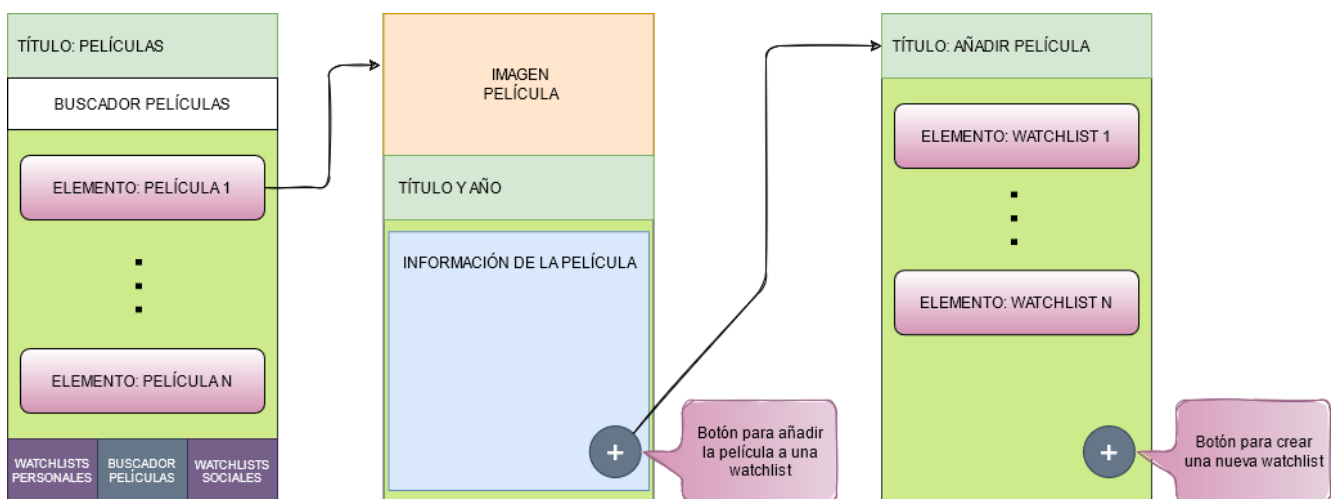 TÍTULO: PELÍCULAS
BUSCADOR PELÍCULAS
ELEMENTO: PELÍCULA 1
ELEMENTO: PELÍCULA N
WATCHLISTS
PERSONALES
BUSCADOR
PELÍCULAS
WATCHLISTS
SOCIALES
IMAGEN
PELÍCULA
TÍTULO Y AÑO
INFORMACIÓN DE LA PELÍCULA
+
Botón para añadir
la película a una
watchlist
TÍTULO: AÑADIR PELÍCULA
ELEMENTO: WATCHLIST 1
ELEMENTO: WATCHLIST N
+
Botón para crear
una nueva watchlist